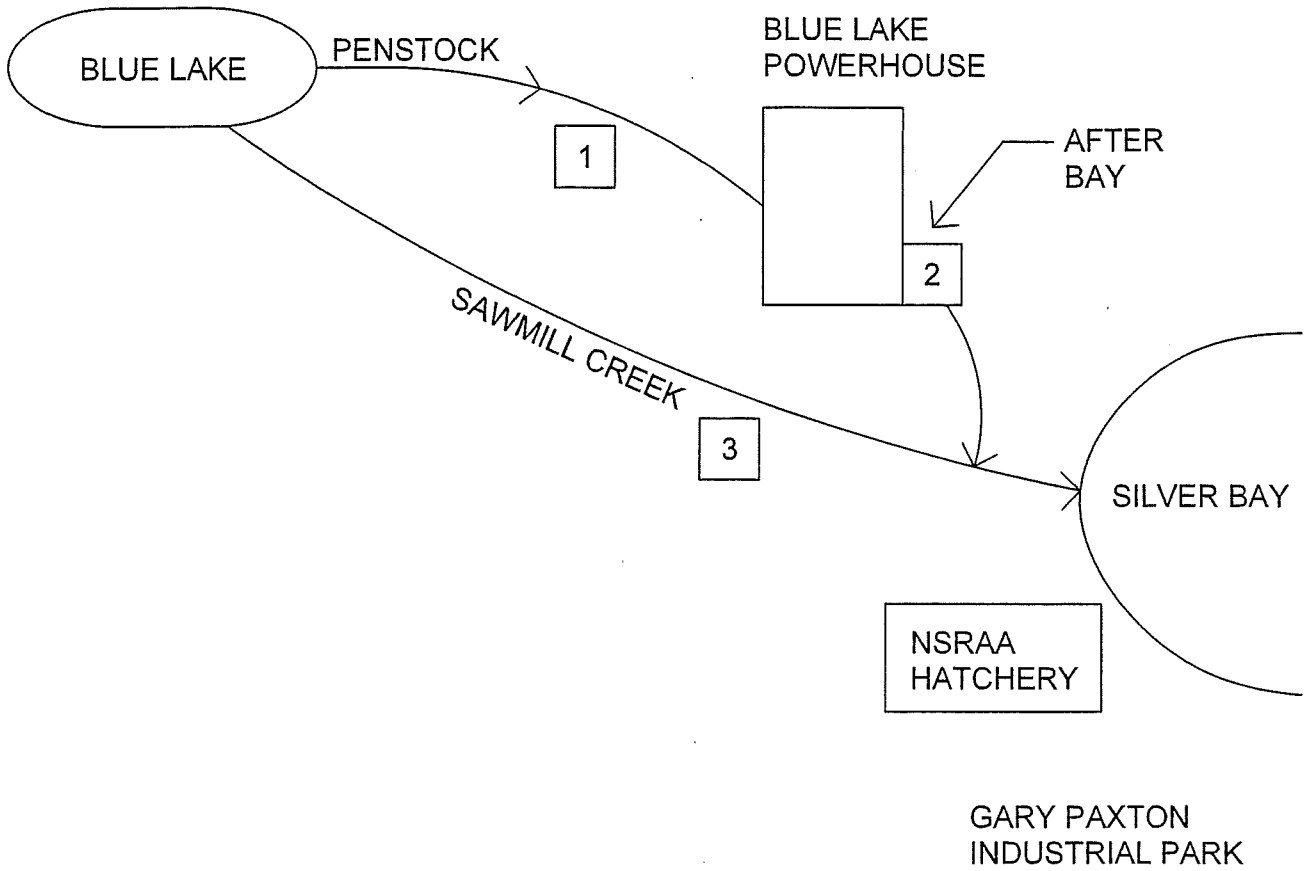 BLUE LAKE
PENSTOCK
BLUE LAKE
POWERHOUSE
1
AFTER
BAY
2
SAWMILL CREEK
3
SILVER BAY
NSRAA
HATCHERY
GARY PAXTON
INDUSTRIAL PARK